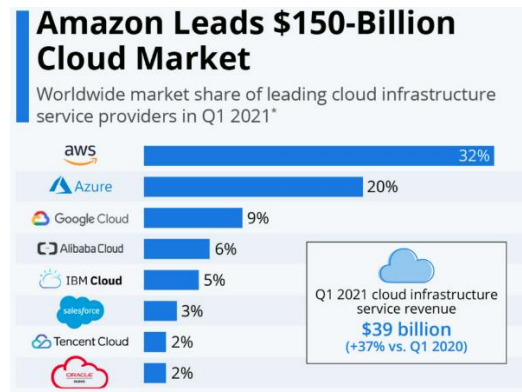 Amazon Leads $150-Billion
Cloud Market
Worldwide market share of leading cloud infrastructure
service providers in Q1 2021*
aws
32%
Azure
20%
Google Cloud
9%
Alibaba Cloud
6%
IBM Cloud
5%
salesforce
3%
Tencent Cloud
2%
ORACLE
2%
Q1 2021 cloud infrastructure
service revenue
$39 billion
(+37% vs. Q1 2020)